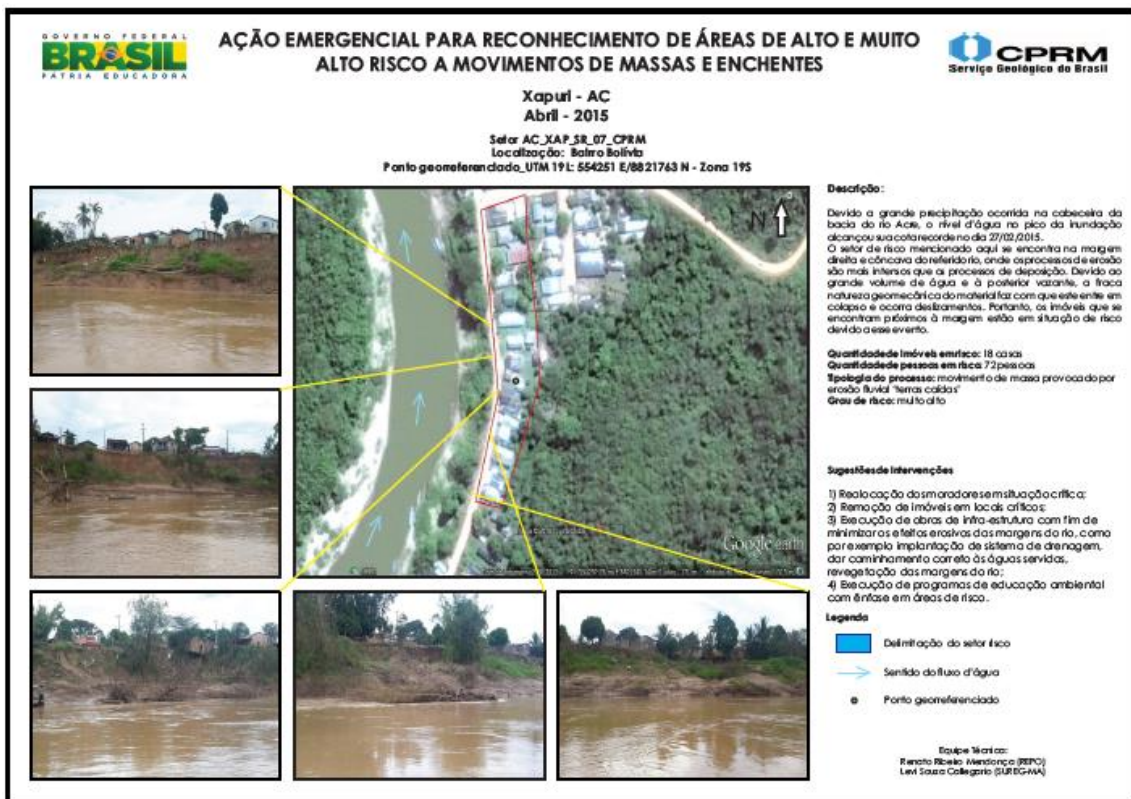 GOVERNO FEDERAL
BRASIL
PÁTRIA EDUCADORA
AÇÃO EMERGENCIAL PARA RECONHECIMENTO DE ÁREAS DE ALTO E MUITO
ALTO RISCO A MOVIMENTOS DE MASSAS E ENCHENTES
CPRM
Serviço Geológico do Brasil
Xapuri - AC
Abril - 2015
Setor AC_XAP_SR_07_CPRM
Localização: Bairro Bolívia
Ponto georreferenciado_UTM 19 L: 554251 E/8821763 N - Zona 19S
N
Google earth
Descrição:
Devido a grande precipitação ocorrida na cabeceira da
bacia do rio Acre, o nível d'água no pico da inundação
alcançou sua cota recorde no dia 27/02/2015.
O setor de risco mencionado aqui se encontra na margem
direita e côncava do referido rio, onde os processos de erosão
são mais intensos que os processos de deposição. Devido ao
grande volume de água e à posterior vazante, a fraca
natureza geomecânica do material faz com que este entre em
colapso e ocorra deslizamentos. Portanto, os imóveis que se
encontram próximos à margem estão em situação de risco
devido a esse evento.
Quantidade de imóveis em risco: 18 casas
Quantidade de pessoas em risco: 72 pessoas
Tipologia do processo: movimento de massa provocado por
erosão fluvial "terras caídas"
Grau de risco: muito alto
Sugestões de Intervenções
1) Realocação dos moradores em situação crítica;
2) Remoção de imóveis em locais críticos;
3) Execução de obras de infra-estrutura com fim de
minimizar os efeitos erosivos das margens do rio, como
por exemplo implantação de sistema de drenagem,
dar caminhamento correto às águas servidas,
revegetação das margens do rio;
4) Execução de programas de educação ambiental
com ênfase em áreas de risco.
Legenda
Delimitação do setor risco
Sentido do fluxo d'água
Ponto georreferenciado
Equipe Técnica:
Renato Ribeiro Mendonça (REPO)
Levi Souza Callegario (SUREG-MA)